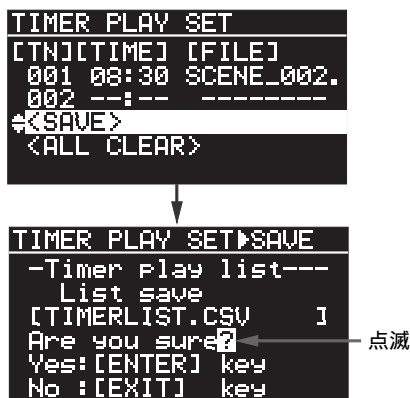 TIMER PLAY SET
[TN][TIME] [FILE]
001 08:30 SCENE_002.
002 --:-- --------
<SAVE>
<ALL CLEAR>
TIMER PLAY SET▶SAVE
-Timer play list---
List save
[TIMERLIST.CSV ]
Are you sure?
点滅
Yes:[ENTER] key
No :[EXIT] key